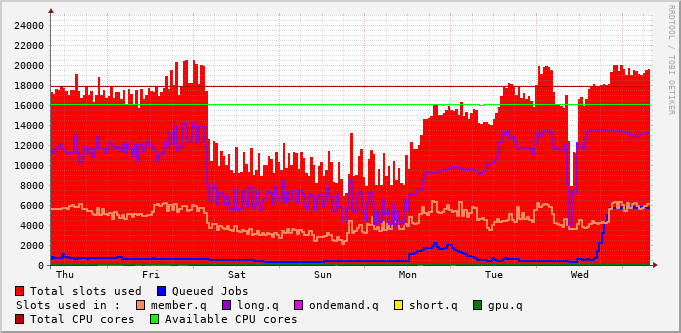 24000
22000
20000
18000
16000
14000
12000
10000
8000
6000
4000
2000
0
Thu Fri Sat Sun Mon Tue Wed
RRDTOOL / TOBI OETIKER
Total slots used Queued Jobs
Slots used in : member.q long.q ondemand.q short.q gpu.q
Total CPU cores Available CPU cores